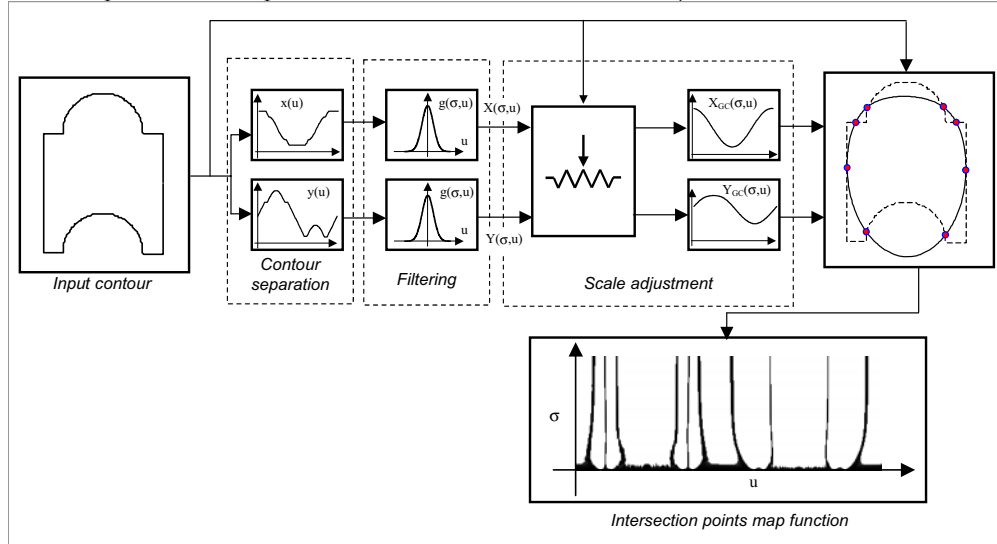 x(u)
g(σ,u)
u
X(σ,u)
X_GC(σ,u)
y(u)
g(σ,u)
u
Y(σ,u)
Y_GC(σ,u)
Input contour
Contour
separation
Filtering
Scale adjustment
σ
u
Intersection points map function